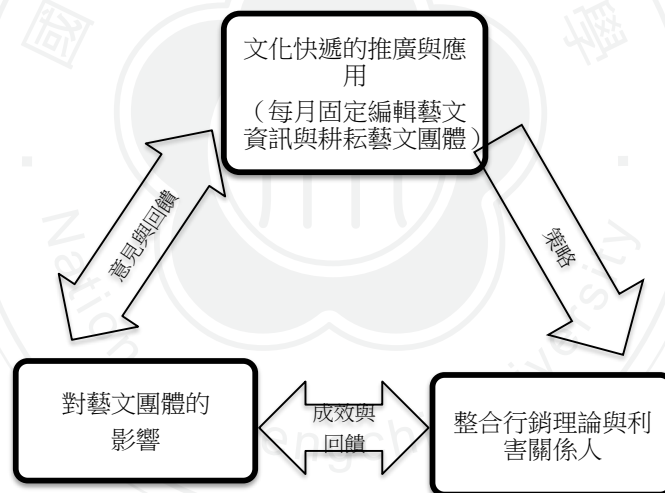 國
學
文化快遞的推廣與應
用
（每月固定編輯藝文
資訊與耕耘藝文團體）
意見與回饋
策略
對藝文團體的
影響
成效與
回饋
整合行銷理論與利
害關係人